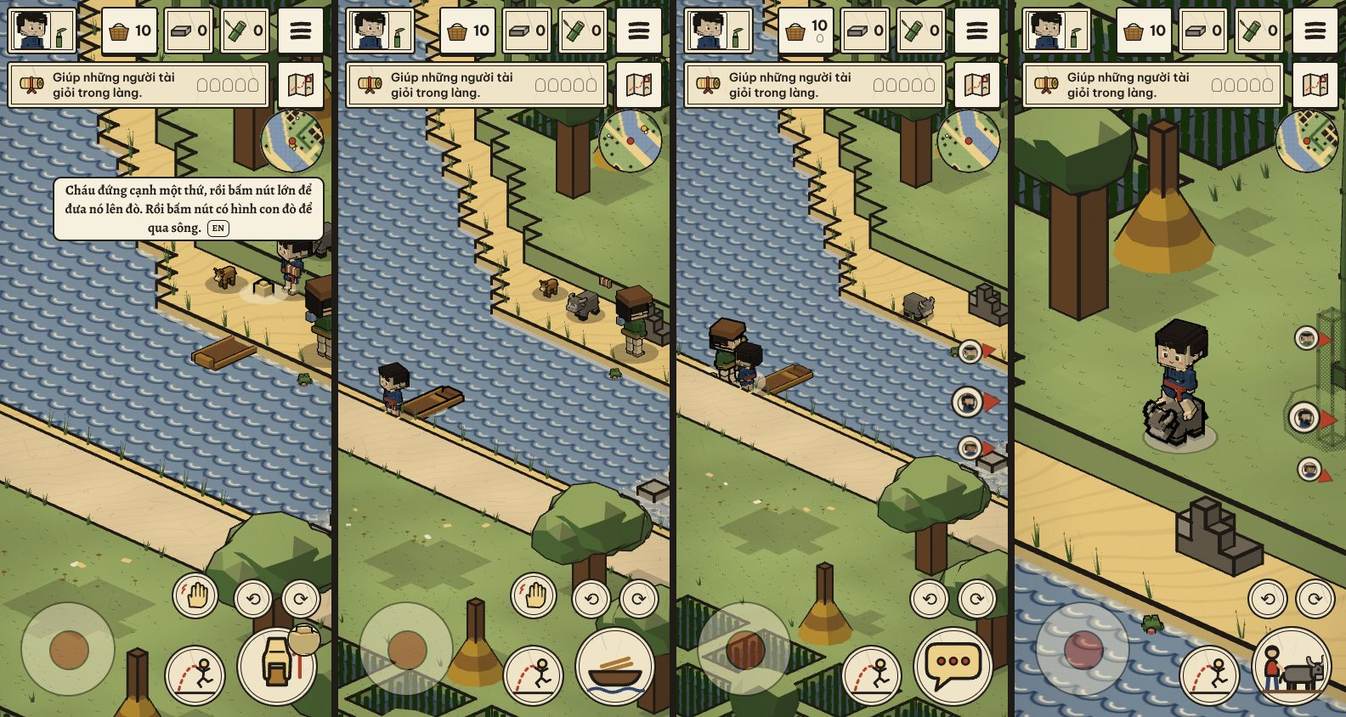 10
0
0
Giúp những người tài
giỏi trong làng.
Cháu đứng cạnh một thứ, rồi bấm nút lớn để
đưa nó lên đò. Rồi bấm nút có hình con đò để
qua sông. EN
10
0
0
Giúp những người tài
giỏi trong làng.
10
0
0
0
Giúp những người tài
giỏi trong làng.
10
0
0
Giúp những người tài
giỏi trong làng.